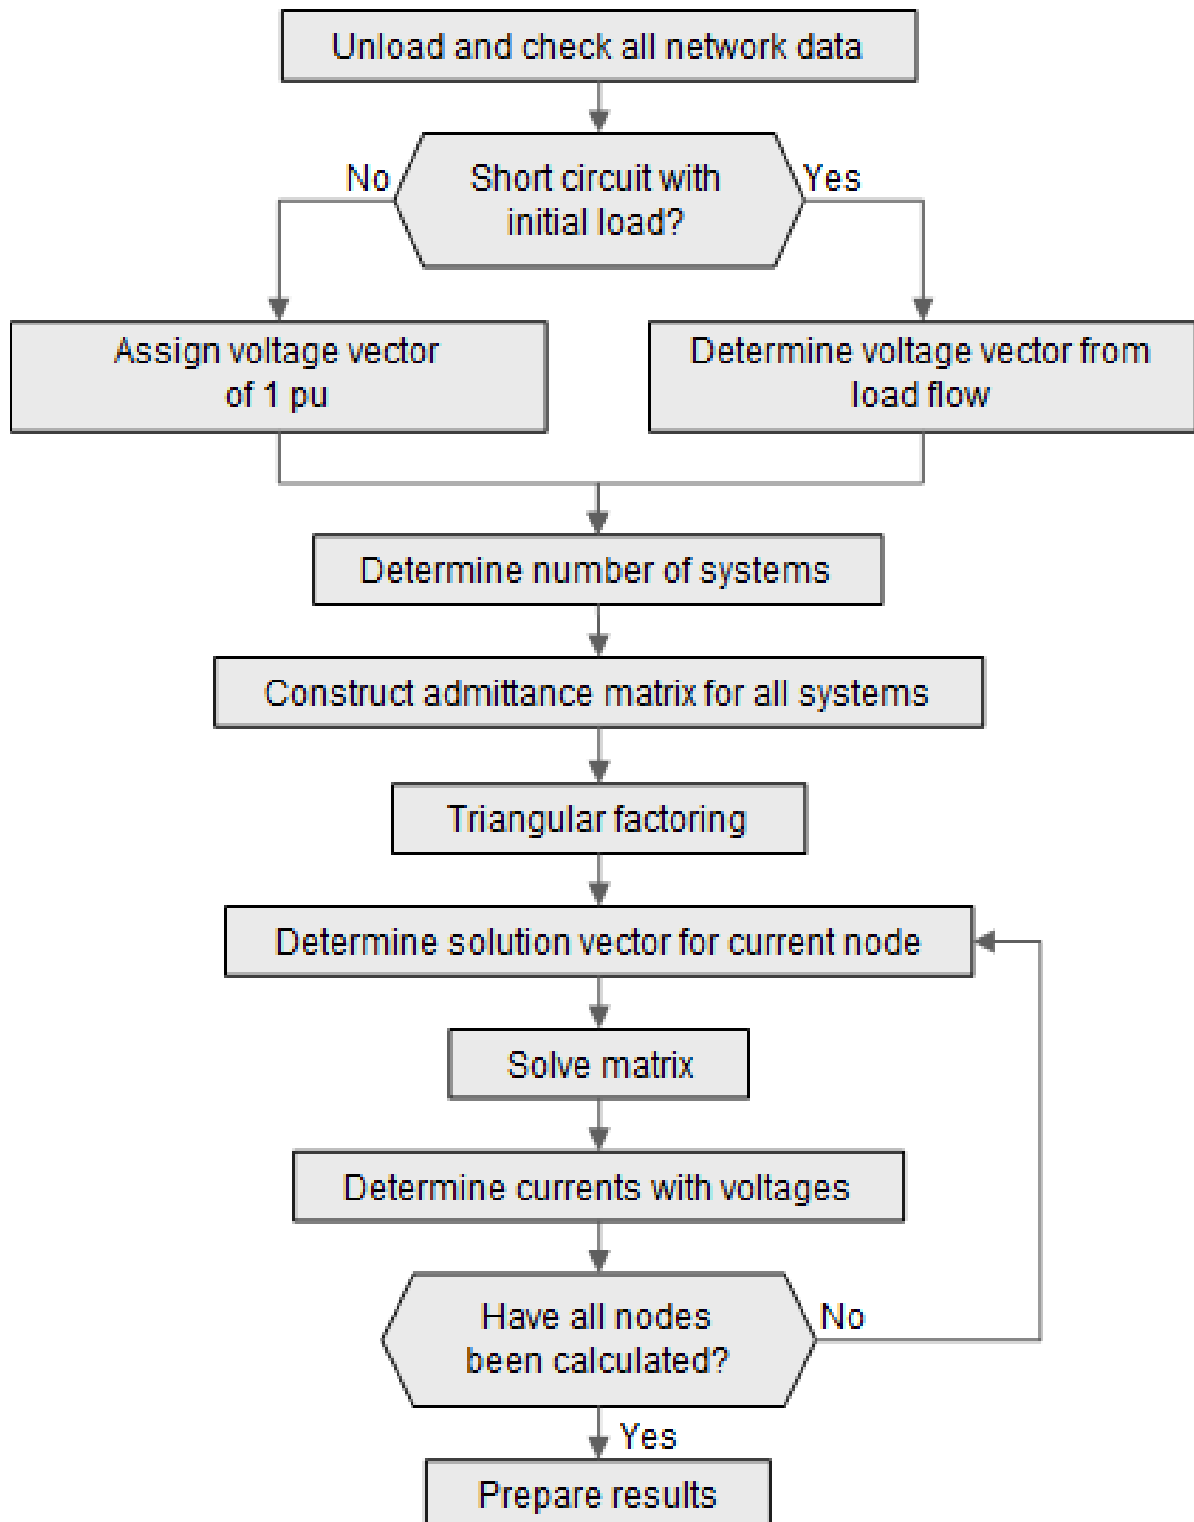 Unload and check all network data
No
Short circuit with
initial load?
Yes
Assign voltage vector
of 1 pu
Determine voltage vector from
load flow
Determine number of systems
Construct admittance matrix for all systems
Triangular factoring
Determine solution vector for current node
Solve matrix
Determine currents with voltages
Have all nodes
been calculated?
No
Yes
Prepare results